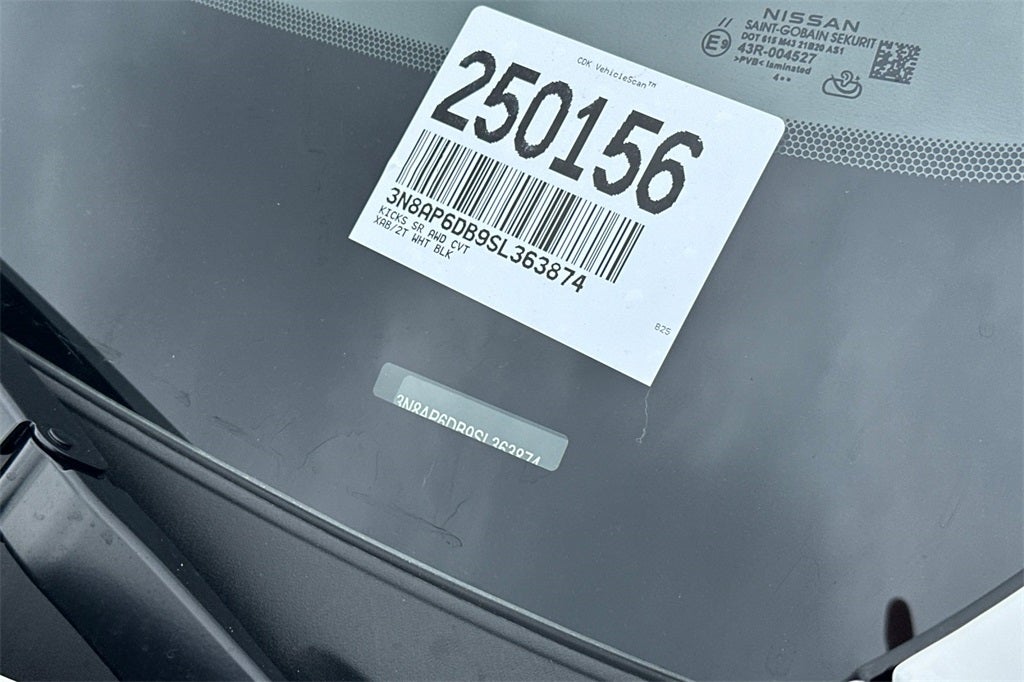 NISSAN
SAINT-GOBAIN SEKURIT
DOT 615 M43 21B20 AS1
E9
43R-004527
>PVB< laminated
CDK VehicleScan™
250156
3N8AP6DB9SL363874
KICKS SR AWD CVT
XAB/2T WHT BLK
B25
3N8AP6DB9SL363874